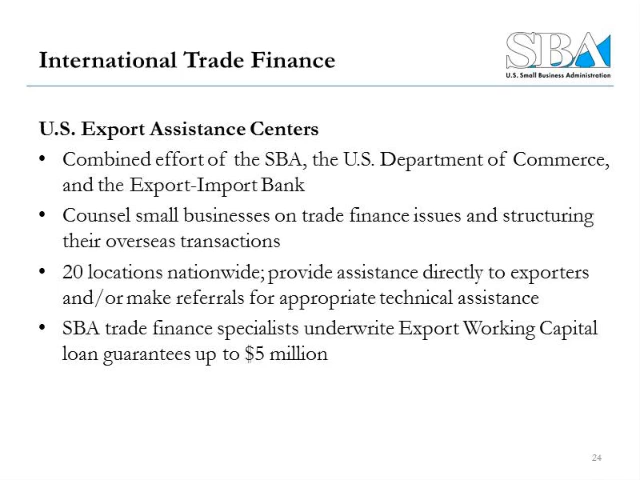 International Trade Finance
SBA
U.S. Small Business Administration
U.S. Export Assistance Centers
• Combined effort of the SBA, the U.S. Department of Commerce,
and the Export-Import Bank
• Counsel small businesses on trade finance issues and structuring
their overseas transactions
• 20 locations nationwide; provide assistance directly to exporters
and/or make referrals for appropriate technical assistance
• SBA trade finance specialists underwrite Export Working Capital
loan guarantees up to $5 million
24